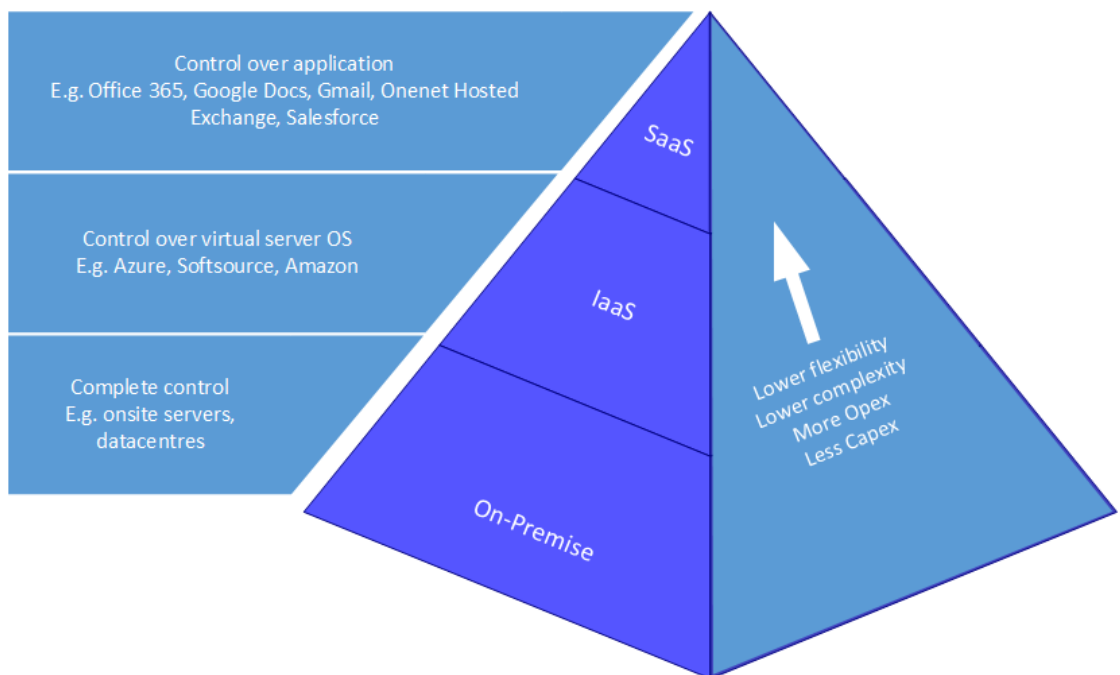 Control over application
E.g. Office 365, Google Docs, Gmail, Onenet Hosted
Exchange, Salesforce
SaaS
Control over virtual server OS
E.g. Azure, Softsource, Amazon
IaaS
Complete control
E.g. onsite servers,
datacentres
On-Premise
Lower flexibility
Lower complexity
More Opex
Less Capex